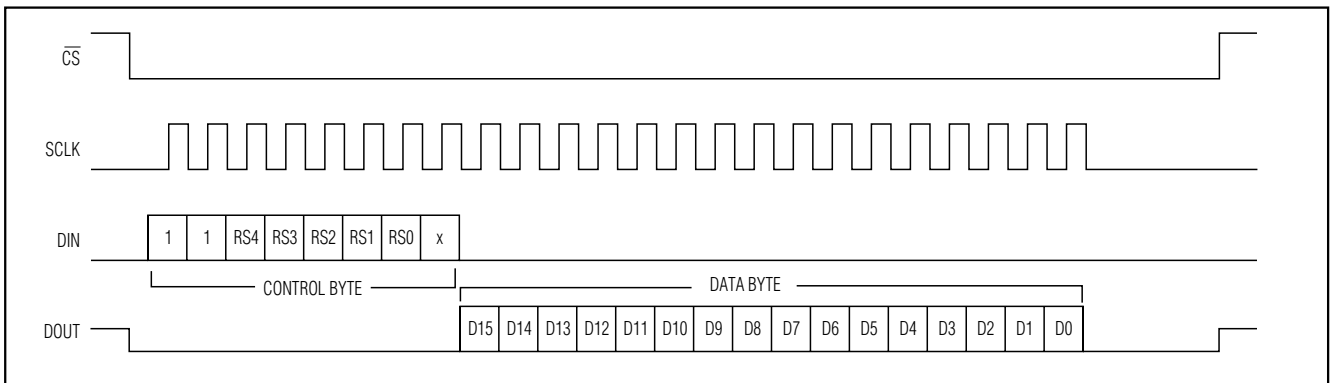 CS
SCLK
DIN 1 1 RS4 RS3 RS2 RS1 RS0 x
CONTROL BYTE DATA BYTE
DOUT D15 D14 D13 D12 D11 D10 D9 D8 D7 D6 D5 D4 D3 D2 D1 D0